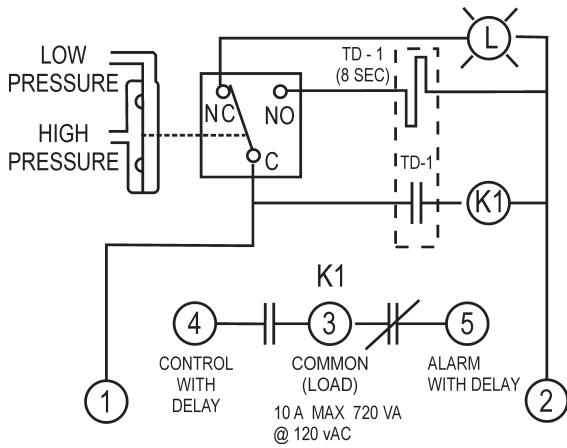 LOW
PRESSURE
HIGH
PRESSURE
NC
NO
C
TD - 1
(8 SEC)
L
TD-1
K1
K1
4
3
5
CONTROL
WITH
DELAY
COMMON
(LOAD)
10 A MAX 720 VA
@ 120 vAC
ALARM
WITH DELAY
1
2